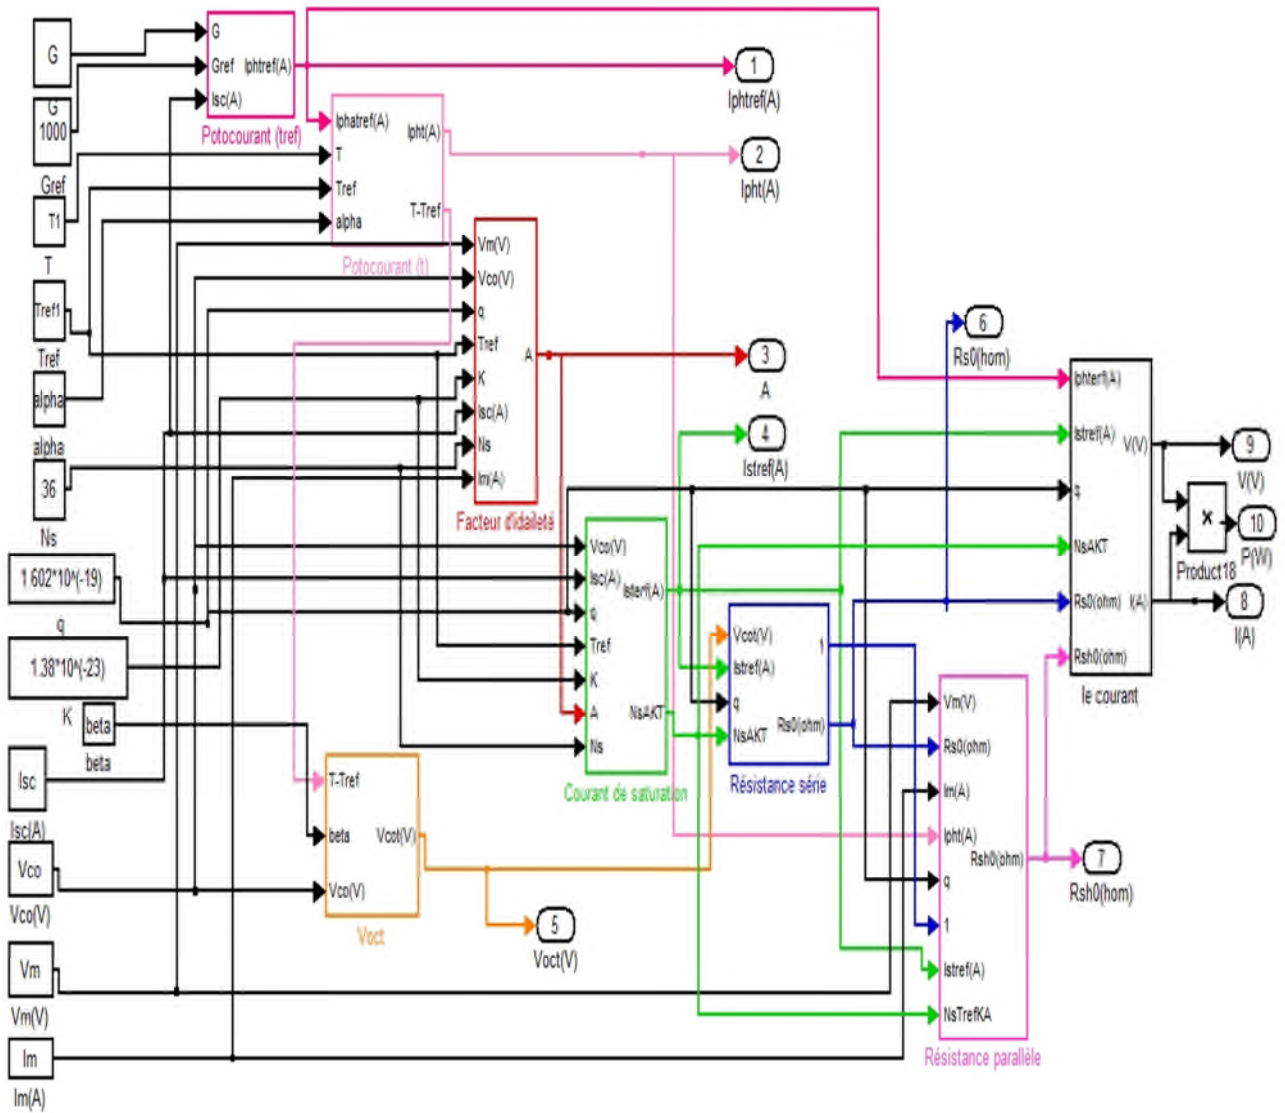 G
G
1000
Gref
T1
T
Tref1
Tref
alpha
alpha
36
Ns
1.602*10^(-19)
q
1.38*10^(-23)
K
beta
beta
Isc
Isc(A)
Vco
Vco(V)
Vm
Vm(V)
Im
Im(A)
G
Gref
Isc(A)
Iphtref(A)
Potocourant (tref)
Iphatref(A)
T
Tref
alpha
Ipht(A)
T-Tref
Potocourant (t)
Vm(V)
Vco(V)
q
Tref
K
Isc(A)
Ns
Im(A)
A
Facteur d'idaileté
Vco(V)
Isc(A)
q
Tref
K
A
Ns
Isterf(A)
NsAKT
Courant de saturation
T-Tref
beta
Vco(V)
Vcot(V)
Voct
Vcot(V)
Istref(A)
q
NsAKT
1
Rs0(ohm)
Résistance série
Vm(V)
Rs0(ohm)
Im(A)
Ipht(A)
q
1
Istref(A)
NsTrefKA
Rsh0(ohm)
Résistance parallèle
Iphterf(A)
Istref(A)
q
NsAKT
Rs0(ohm)
Rsh0(ohm)
V(V)
I(A)
le courant
×
Product18
1
Iphtref(A)
2
Ipht(A)
3
A
4
Istref(A)
5
Voct(V)
6
Rs0(hom)
7
Rsh0(hom)
9
V(V)
10
P(W)
8
I(A)